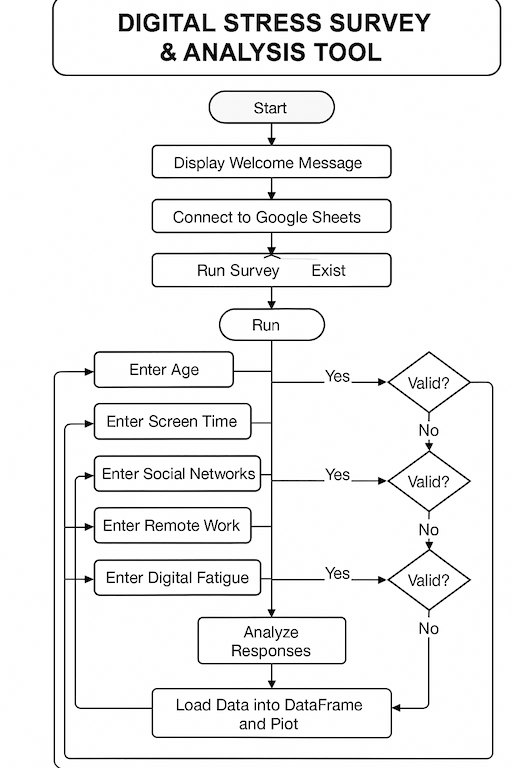 DIGITAL STRESS SURVEY
& ANALYSIS TOOL
Start
Display Welcome Message
Connect to Google Sheets
Run Survey Exist
Run
Enter Age
Yes
Valid?
Enter Screen Time
No
Enter Social Networks
Yes
Valid?
Enter Remote Work
No
Enter Digital Fatigue
Yes
Valid?
No
Analyze
Responses
Load Data into DataFrame
and Piot